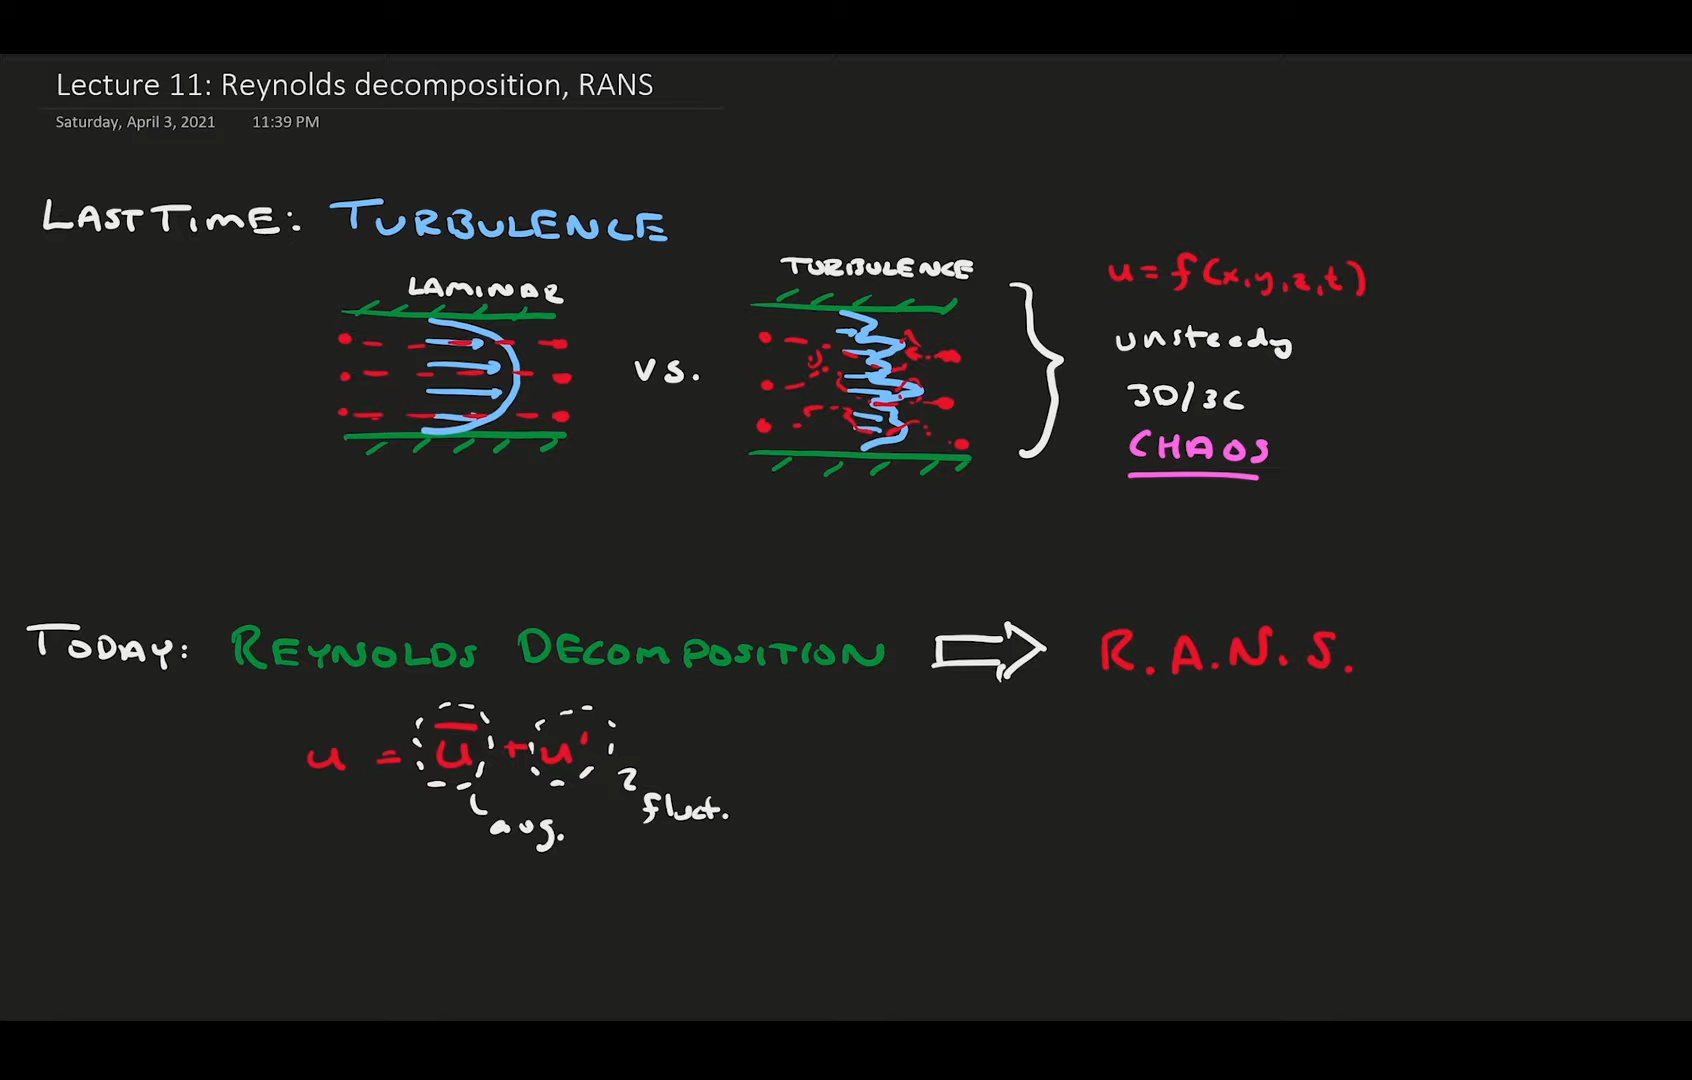 Lecture 11: Reynolds decomposition, RANS
Saturday, April 3, 2021 11:39 PM
LAST TIME: TURBULENCE
LAMINAR
vs.
TURBULENCE
u = f(x,y,z,t)
unsteady
3D/3C
CHAOS
TODAY: REYNOLDS DECOMPOSITION ⇒ R.A.N.S.
u = u̅ + u'
avg.
fluct.